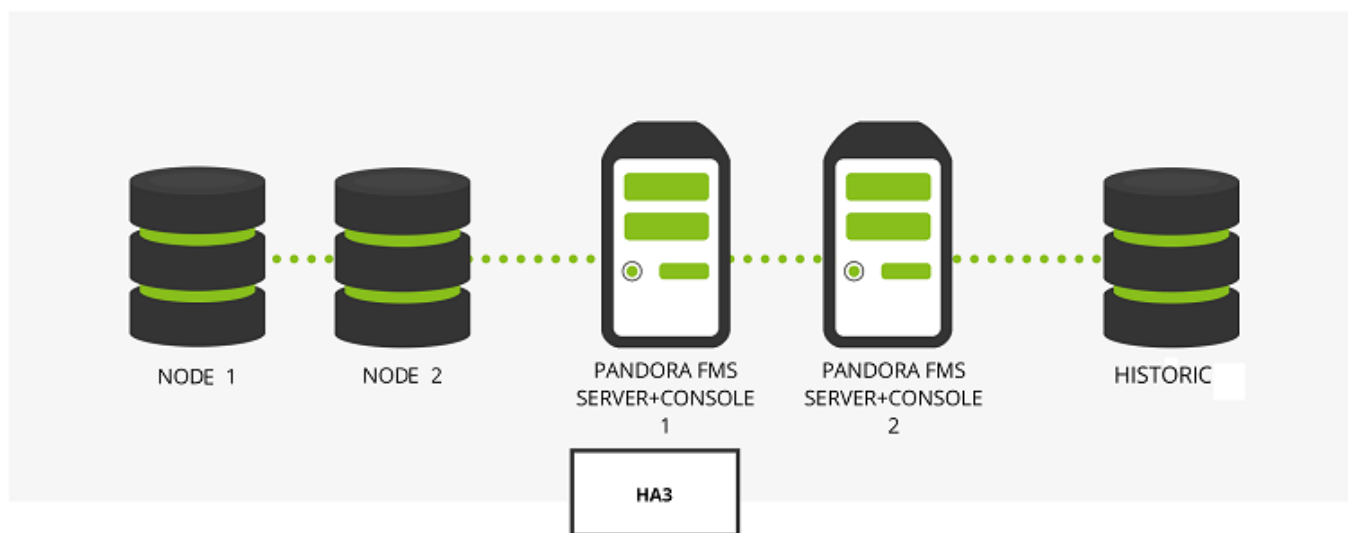 NODE 1
NODE 2
PANDORA FMS
SERVER+CONSOLE
1
PANDORA FMS
SERVER+CONSOLE
2
HISTORIC
HA3